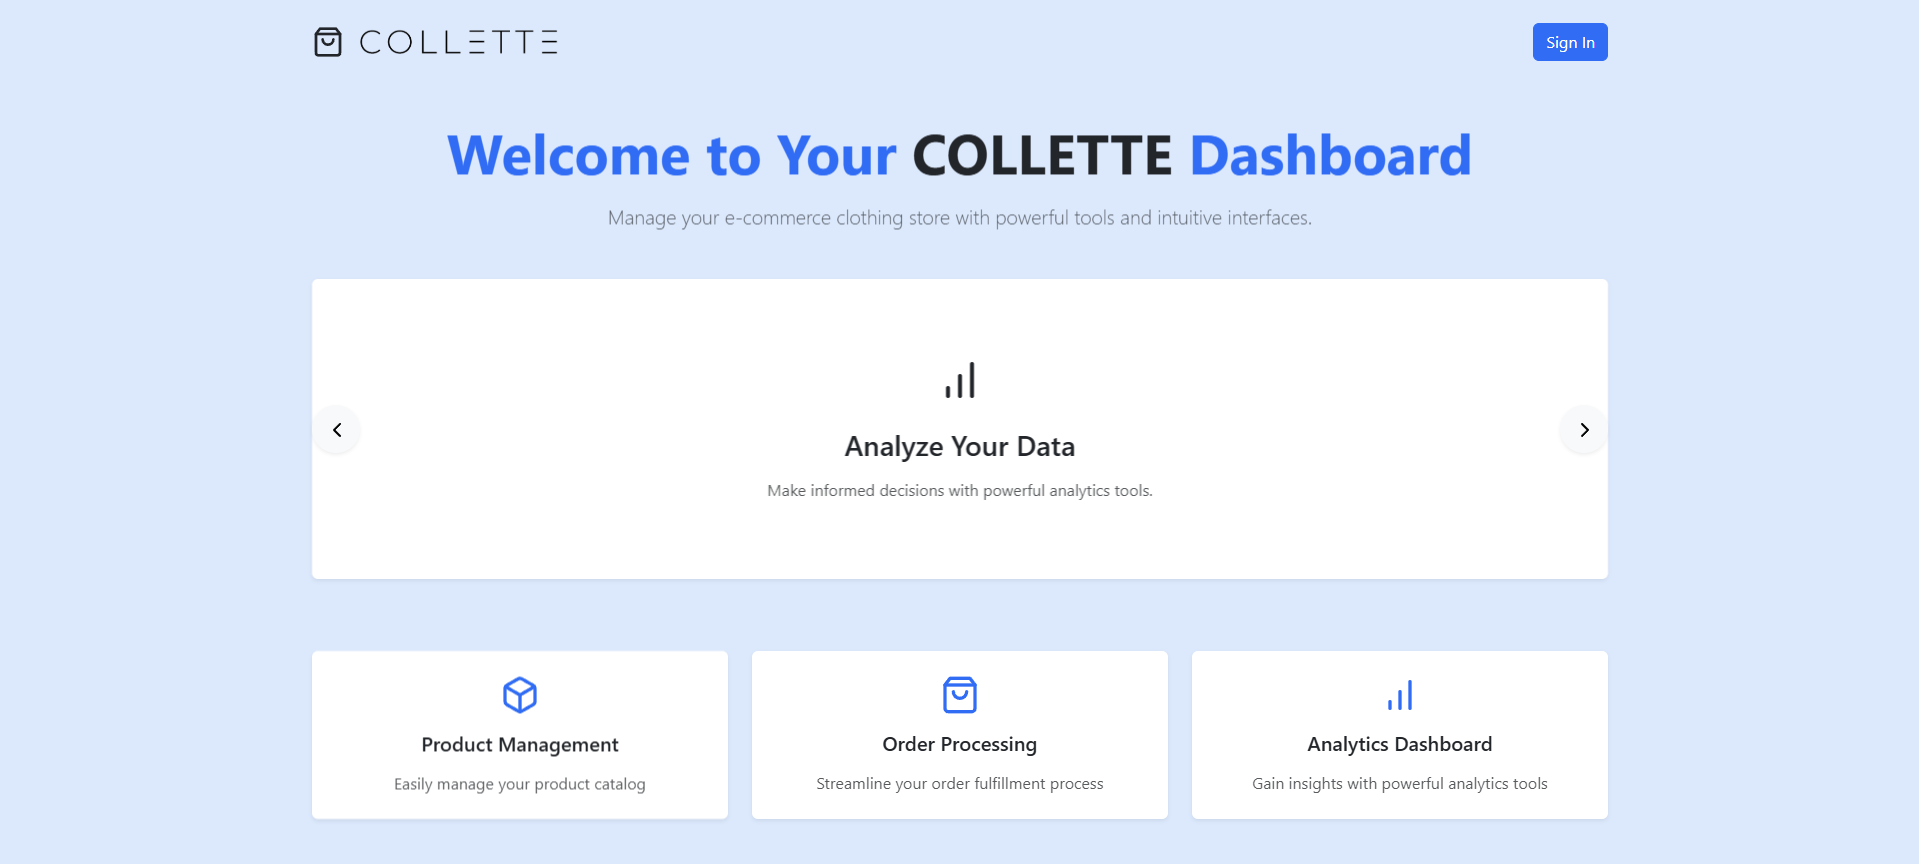 COLLETTE
Sign In
Welcome to Your COLLETTE Dashboard
Manage your e-commerce clothing store with powerful tools and intuitive interfaces.
Analyze Your Data
Make informed decisions with powerful analytics tools.
Product Management
Easily manage your product catalog
Order Processing
Streamline your order fulfillment process
Analytics Dashboard
Gain insights with powerful analytics tools